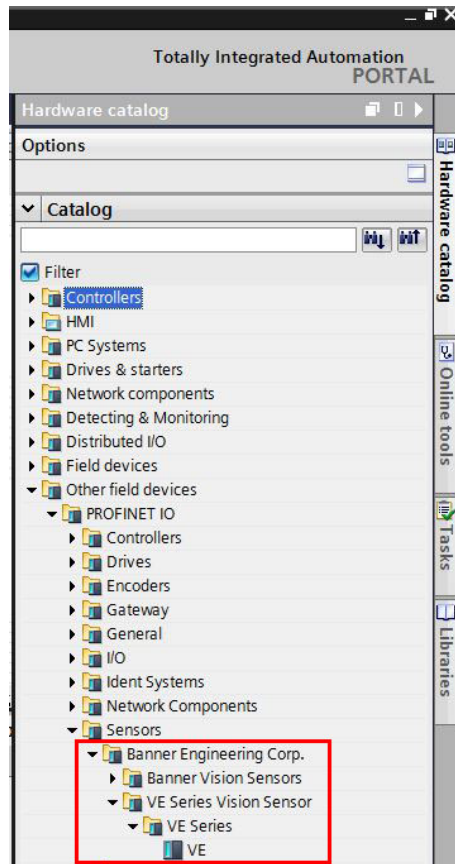 Totally Integrated Automation
PORTAL
Hardware catalog
Options
Catalog
Filter
Controllers
HMI
PC Systems
Drives & starters
Network components
Detecting & Monitoring
Distributed I/O
Field devices
Other field devices
PROFINET IO
Controllers
Drives
Encoders
Gateway
General
I/O
Ident Systems
Network Components
Sensors
Banner Engineering Corp.
Banner Vision Sensors
VE Series Vision Sensor
VE Series
VE
Hardware catalog
Online tools
Tasks
Libraries